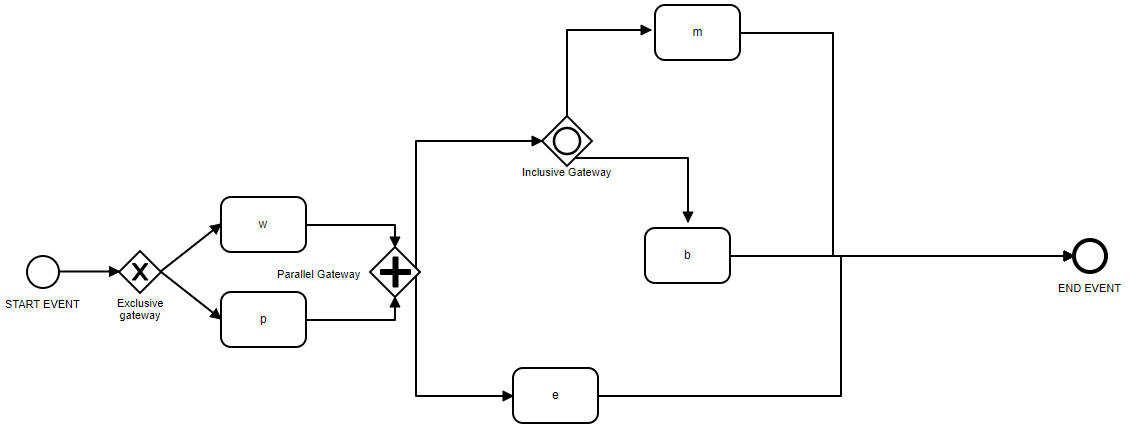 m
Inclusive Gateway
w
b
Parallel Gateway
START EVENT
X
Exclusive
gateway
p
END EVENT
e